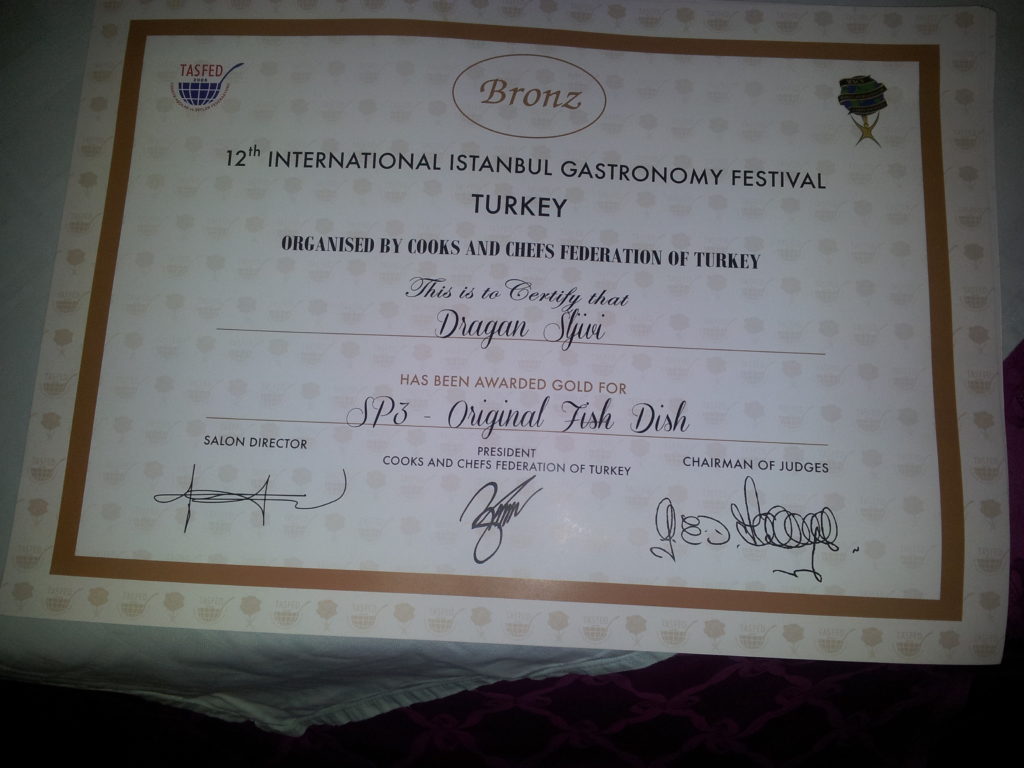 TASFED
2006
Bronz
12th INTERNATIONAL ISTANBUL GASTRONOMY FESTIVAL
TURKEY
ORGANISED BY COOKS AND CHEFS FEDERATION OF TURKEY
This is to Certify that
Dragan Sljivi
HAS BEEN AWARDED GOLD FOR
SP3 - Original Fish Dish
SALON DIRECTOR
PRESIDENT
COOKS AND CHEFS FEDERATION OF TURKEY
CHAIRMAN OF JUDGES